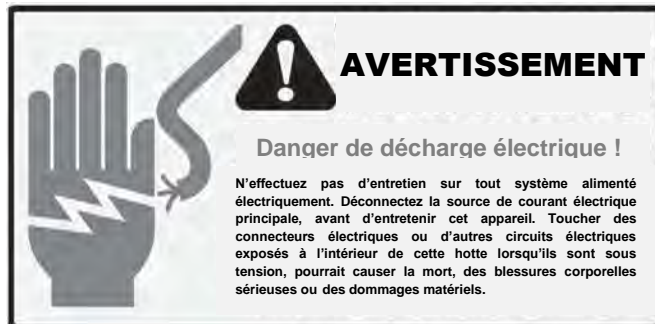 AVERTISSEMENT
Danger de décharge électrique !
N'effectuez pas d'entretien sur tout système alimenté
électriquement. Déconnectez la source de courant électrique
principale, avant d'entretenir cet appareil. Toucher des
connecteurs électriques ou d'autres circuits électriques
exposés à l'intérieur de cette hotte lorsqu'ils sont sous
tension, pourrait causer la mort, des blessures corporelles
sérieuses ou des dommages matériels.